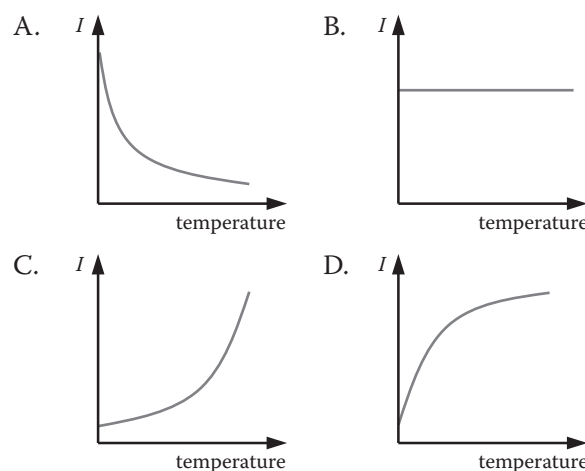 A. I
temperature
B. I
temperature
C. I
temperature
D. I
temperature